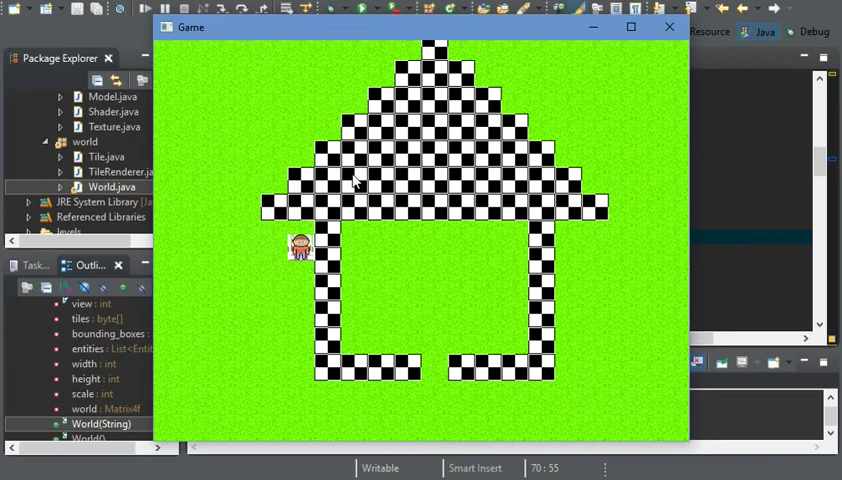 Game
Resource
Java
Debug
Package Explorer
Model.java
Shader.java
Texture.java
world
Tile.java
TileRenderer.ja
World.java
JRE System Library [Ja
Referenced Libraries
levels
Task...
Outli...
view : int
tiles : byte[]
bounding_boxes :
entities : List<Entit
width : int
height : int
scale : int
world : Matrix4f
World(String)
World()
Writable
Smart Insert
70 : 55